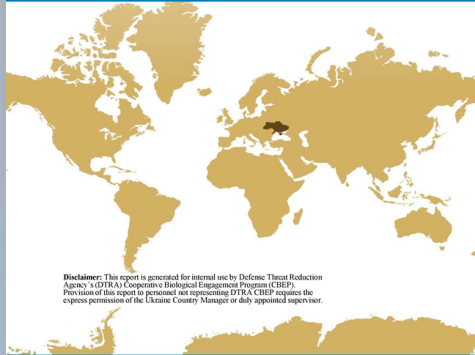 Disclaimer: This report is generated for internal use by Defense Threat Reduction
Agency's (DTRA) Cooperative Biological Engagement Program (CBEP).
Provision of this report to personnel not representing DTRA CBEP requires the
express permission of the Ukraine Country Manager or duly appointed supervisor.